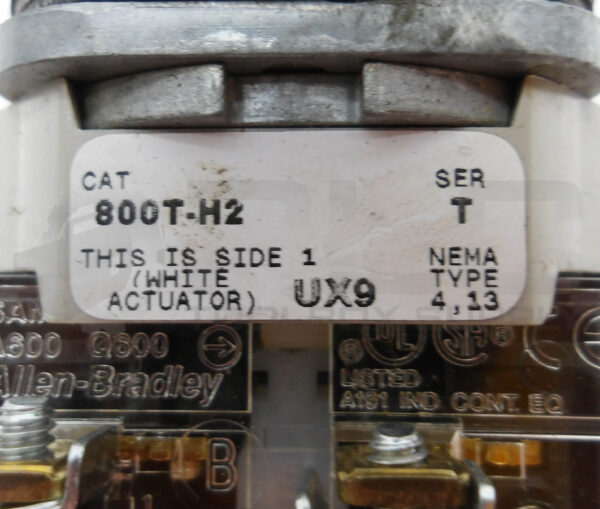 CAT SER
800T-H2 T
THIS IS SIDE 1 NEMA
(WHITE TYPE
ACTUATOR) UX9 4,13
A600 Q600
Allen-Bradley
UL
LISTED
A191 IND CONT EQ
B